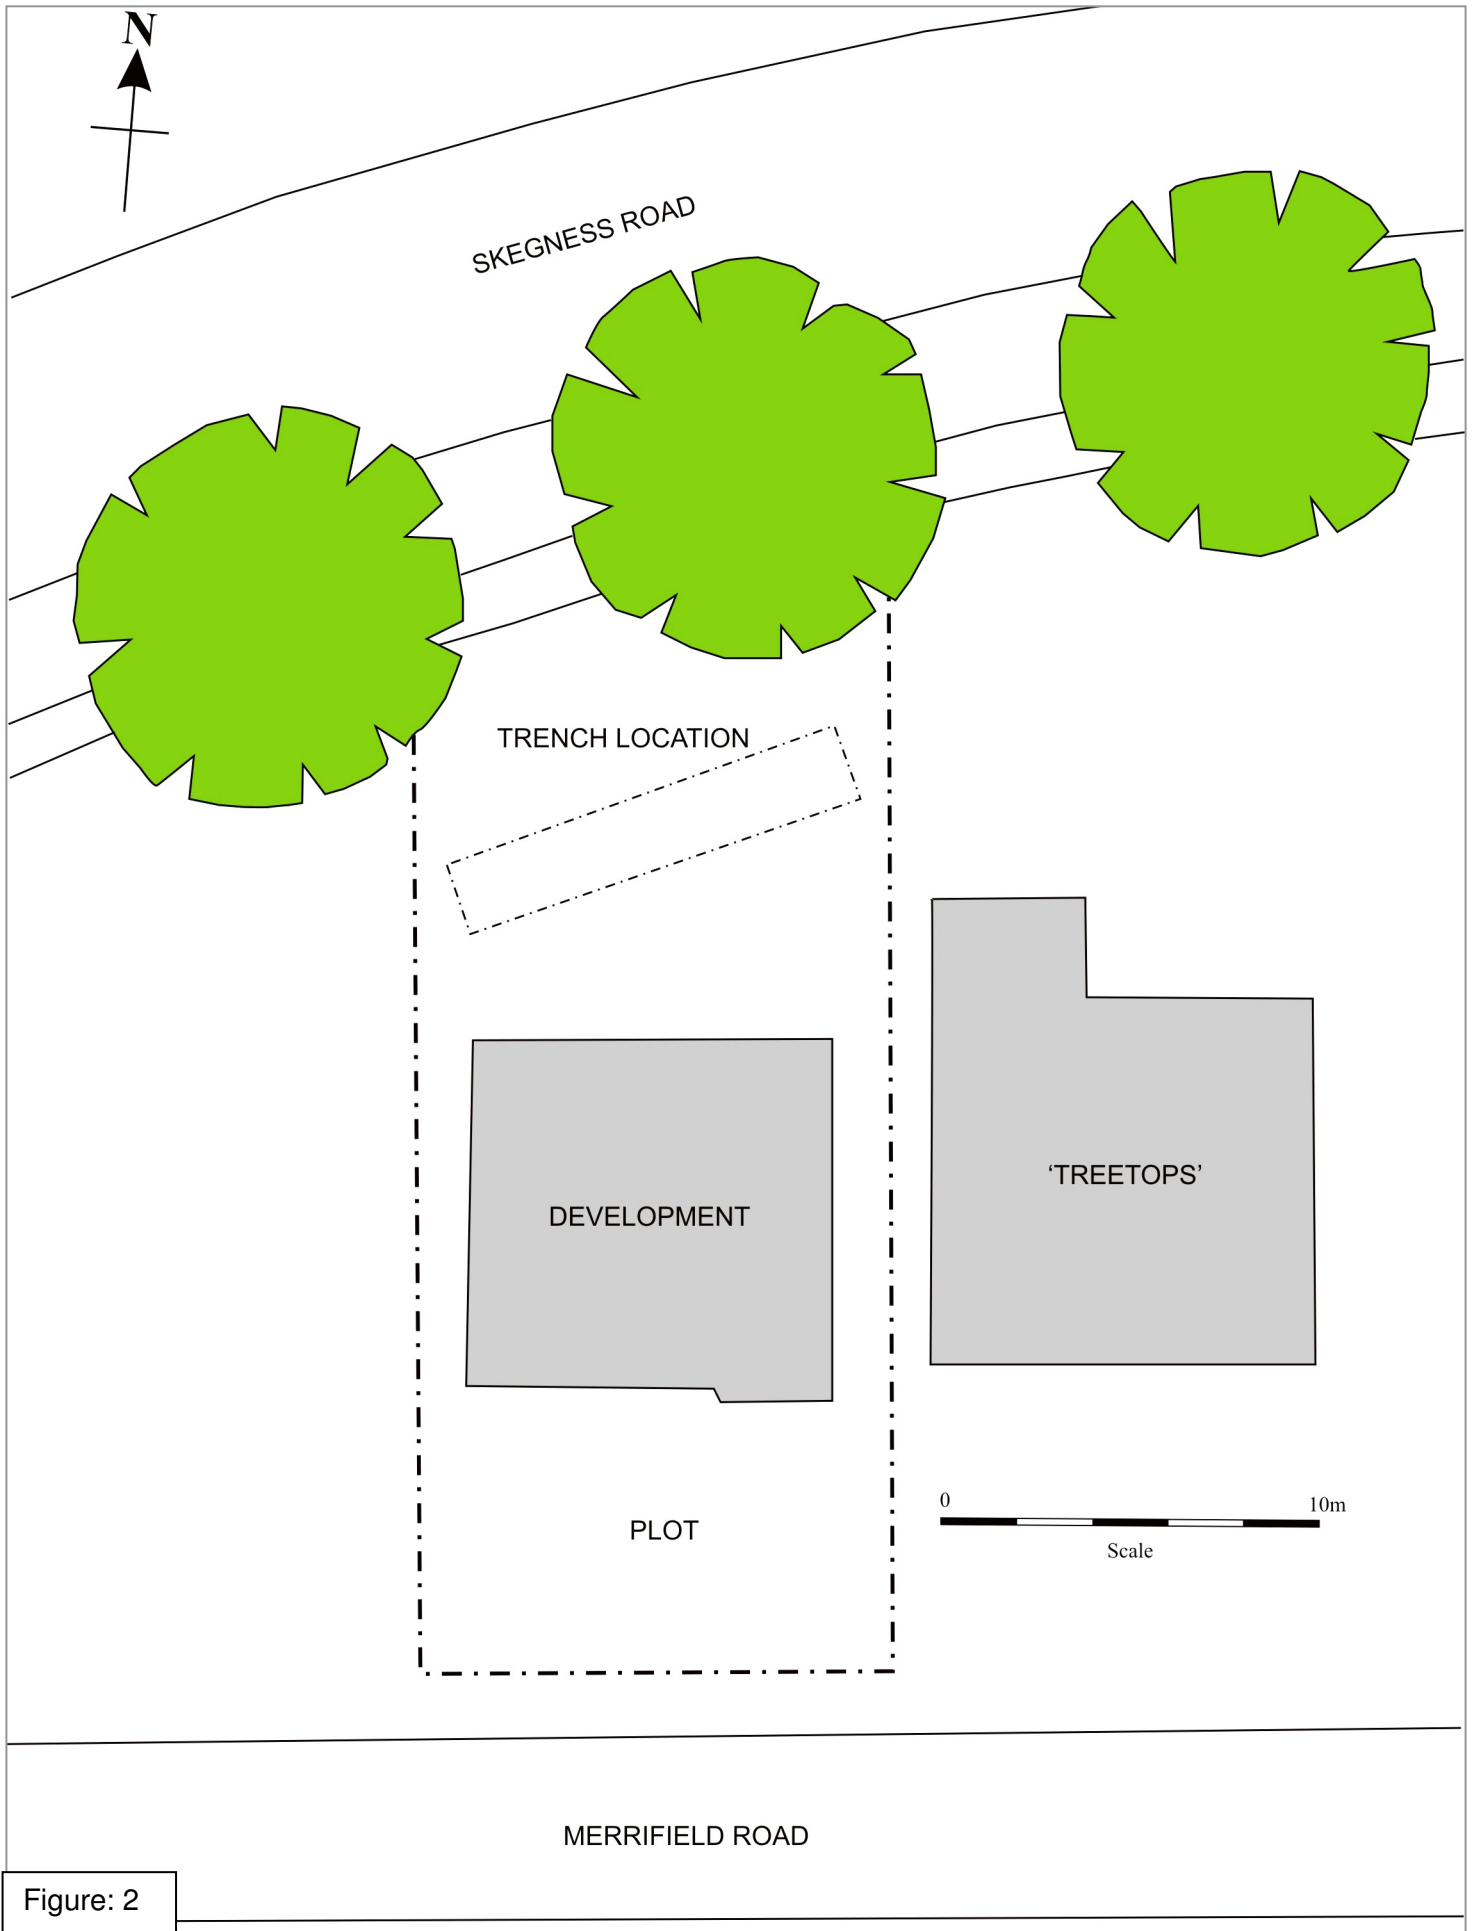 N
SKEGNESS ROAD
TRENCH LOCATION
‘TREETOPS’
DEVELOPMENT
0 10m
Scale
PLOT
MERRIFIELD ROAD
Figure: 2